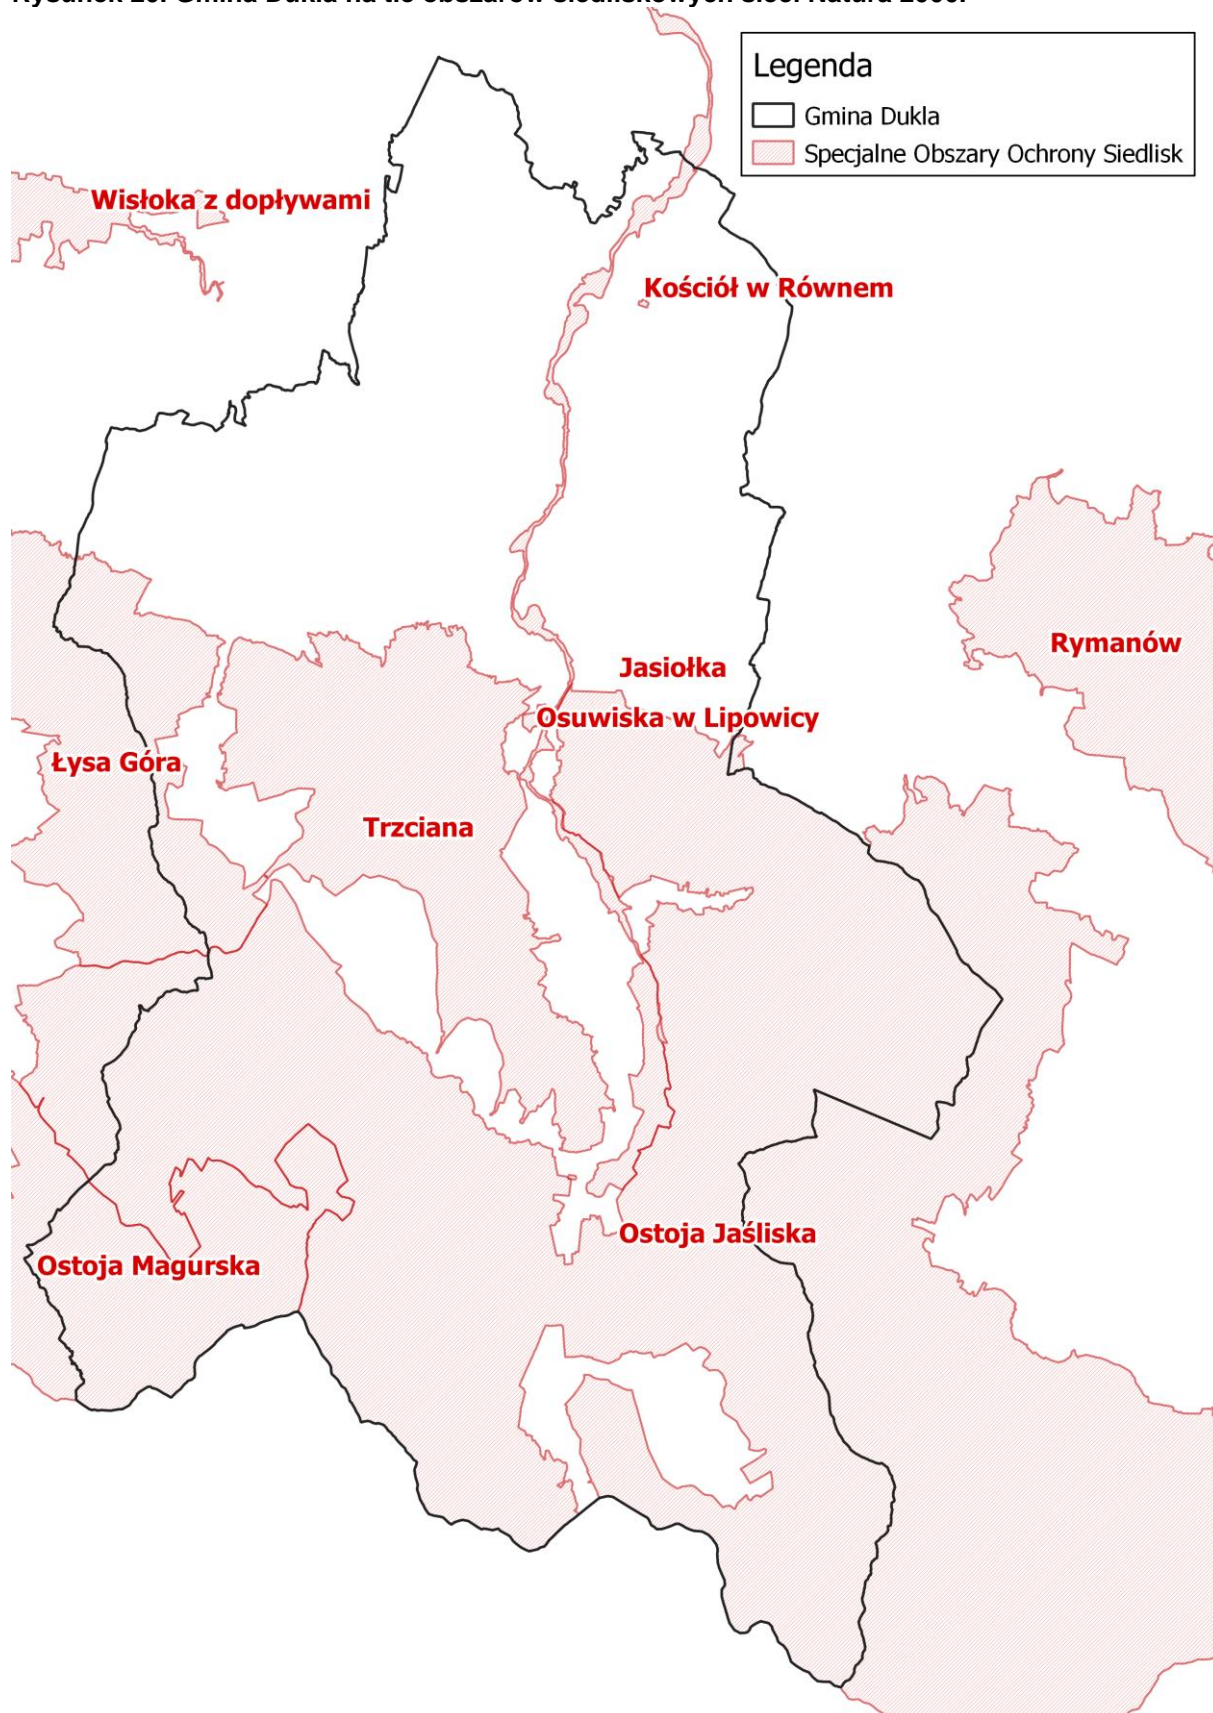 Legenda
Gmina Dukla
Specjalne Obszary Ochrony Siedlisk
Wisłoka z dopływami
Kościół w Równem
Rymanów
Jasiołka
Osuwiska w Lipowicy
Łysa Góra
Trzciana
Ostoja Jaśliska
Ostoja Magurska